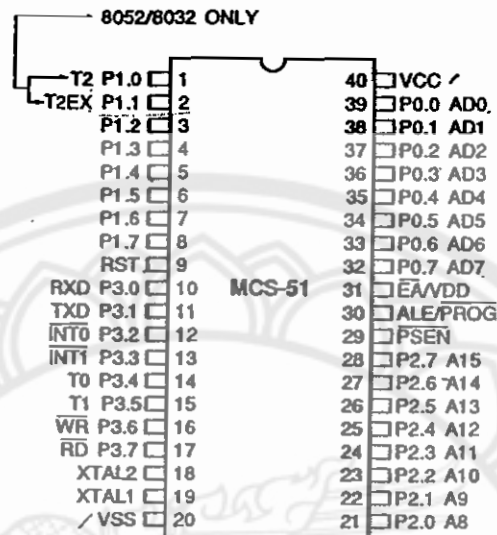 8052/8032 ONLY
T2 P1.0 1
T2EX P1.1 2
P1.2 3
P1.3 4
P1.4 5
P1.5 6
P1.6 7
P1.7 8
RST 9
RXD P3.0 10
TXD P3.1 11
INT0 P3.2 12
INT1 P3.3 13
T0 P3.4 14
T1 P3.5 15
WR P3.6 16
RD P3.7 17
XTAL2 18
XTAL1 19
VSS 20
MCS-51
40 VCC
39 P0.0 AD0
38 P0.1 AD1
37 P0.2 AD2
36 P0.3 AD3
35 P0.4 AD4
34 P0.5 AD5
33 P0.6 AD6
32 P0.7 AD7
31 EA/VDD
30 ALE/PROG
29 PSEN
28 P2.7 A15
27 P2.6 A14
26 P2.5 A13
25 P2.4 A12
24 P2.3 A11
23 P2.2 A10
22 P2.1 A9
21 P2.0 A8